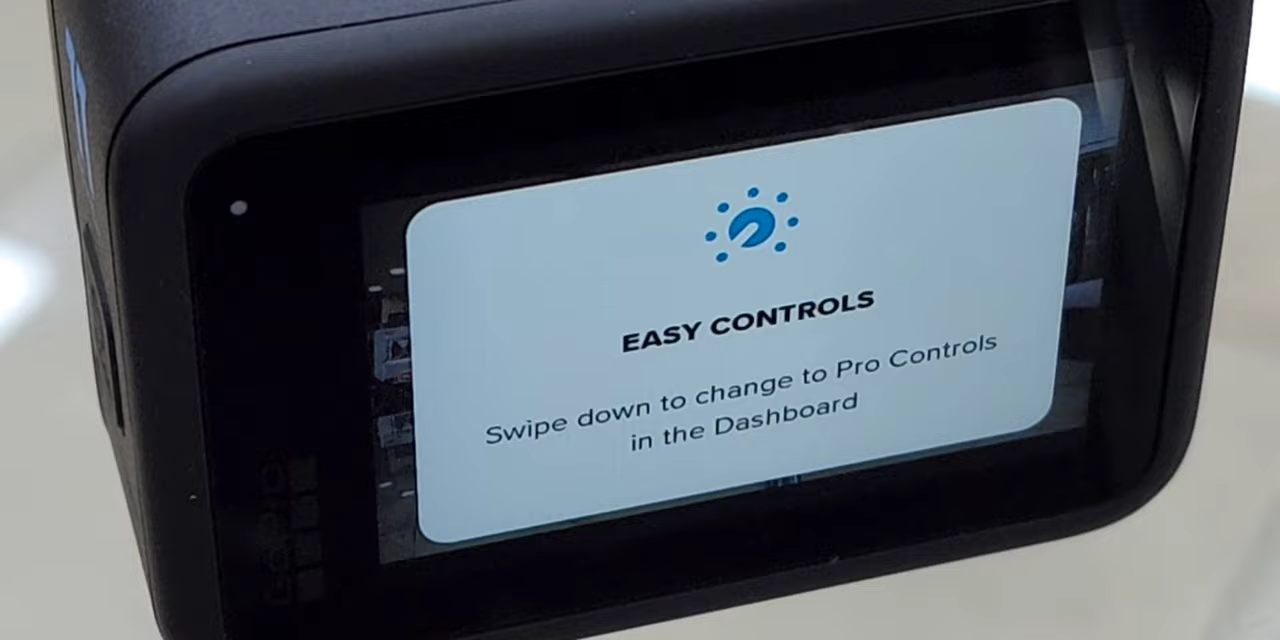 EASY CONTROLS
Swipe down to change to Pro Controls
in the Dashboard